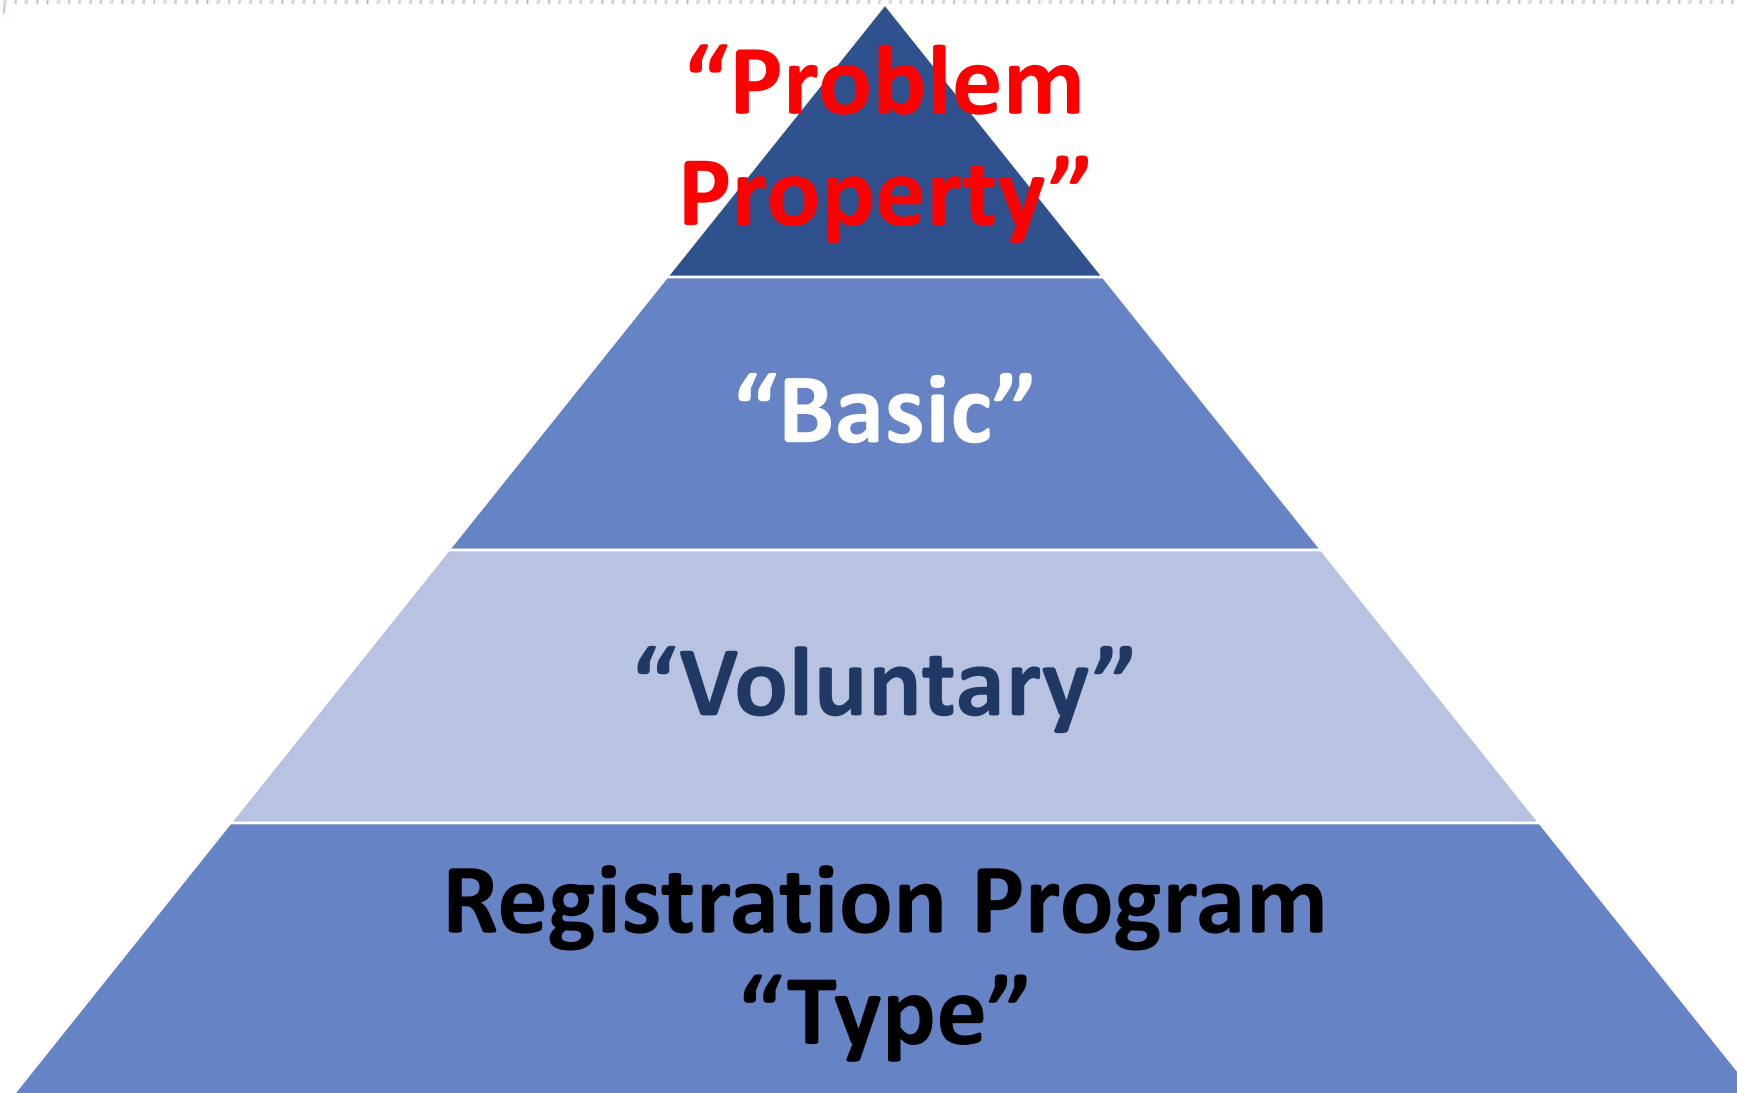 “Problem
Property”
“Basic”
“Voluntary”
Registration Program
“Type”